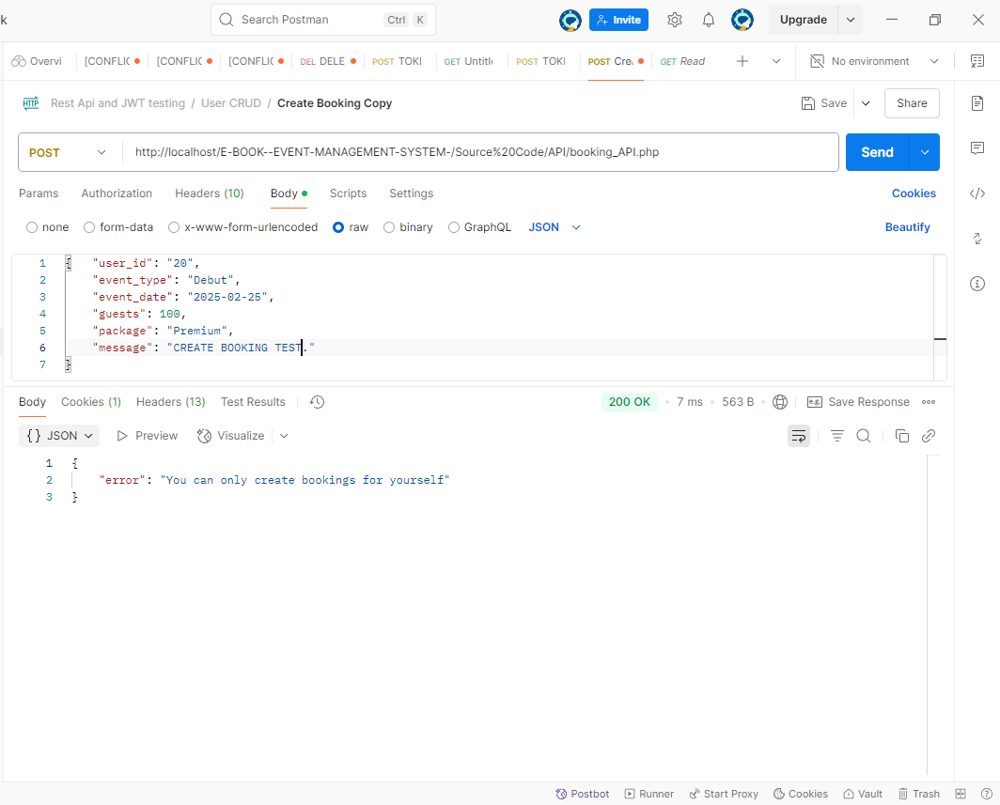 k
Search Postman Ctrl K Invite Upgrade
Overvi [CONFLIC [CONFLIC [CONFLIC DEL DELE POST TOKI GET Untitle POST TOKI POST Crea GET Read No environment
HTTP Rest Api and JWT testing / User CRUD / Create Booking Copy Save Share
POST http://localhost/E-BOOK--EVENT-MANAGEMENT-SYSTEM-/Source%20Code/API/booking_API.php Send
Params Authorization Headers (10) Body Scripts Settings Cookies
none form-data x-www-form-urlencoded raw binary GraphQL JSON Beautify
1 { "user_id": "20",
2 "event_type": "Debut",
3 "event_date": "2025-02-25",
4 "guests": 100,
5 "package": "Premium",
6 "message": "CREATE BOOKING TEST."
7 }
Body Cookies (1) Headers (13) Test Results 200 OK • 7 ms • 563 B e.g. Save Response
{} JSON Preview Visualize
1 {
2 "error": "You can only create bookings for yourself"
3 }
Postbot Runner Start Proxy Cookies Vault Trash